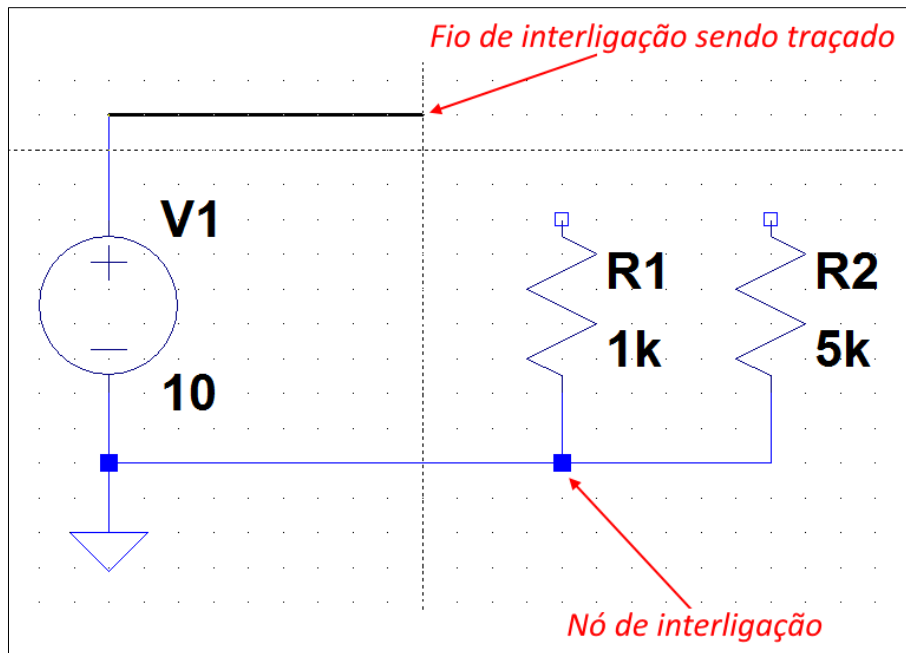 Fio de interligação sendo traçado
V1
10
R1
1k
R2
5k
Nó de interligação